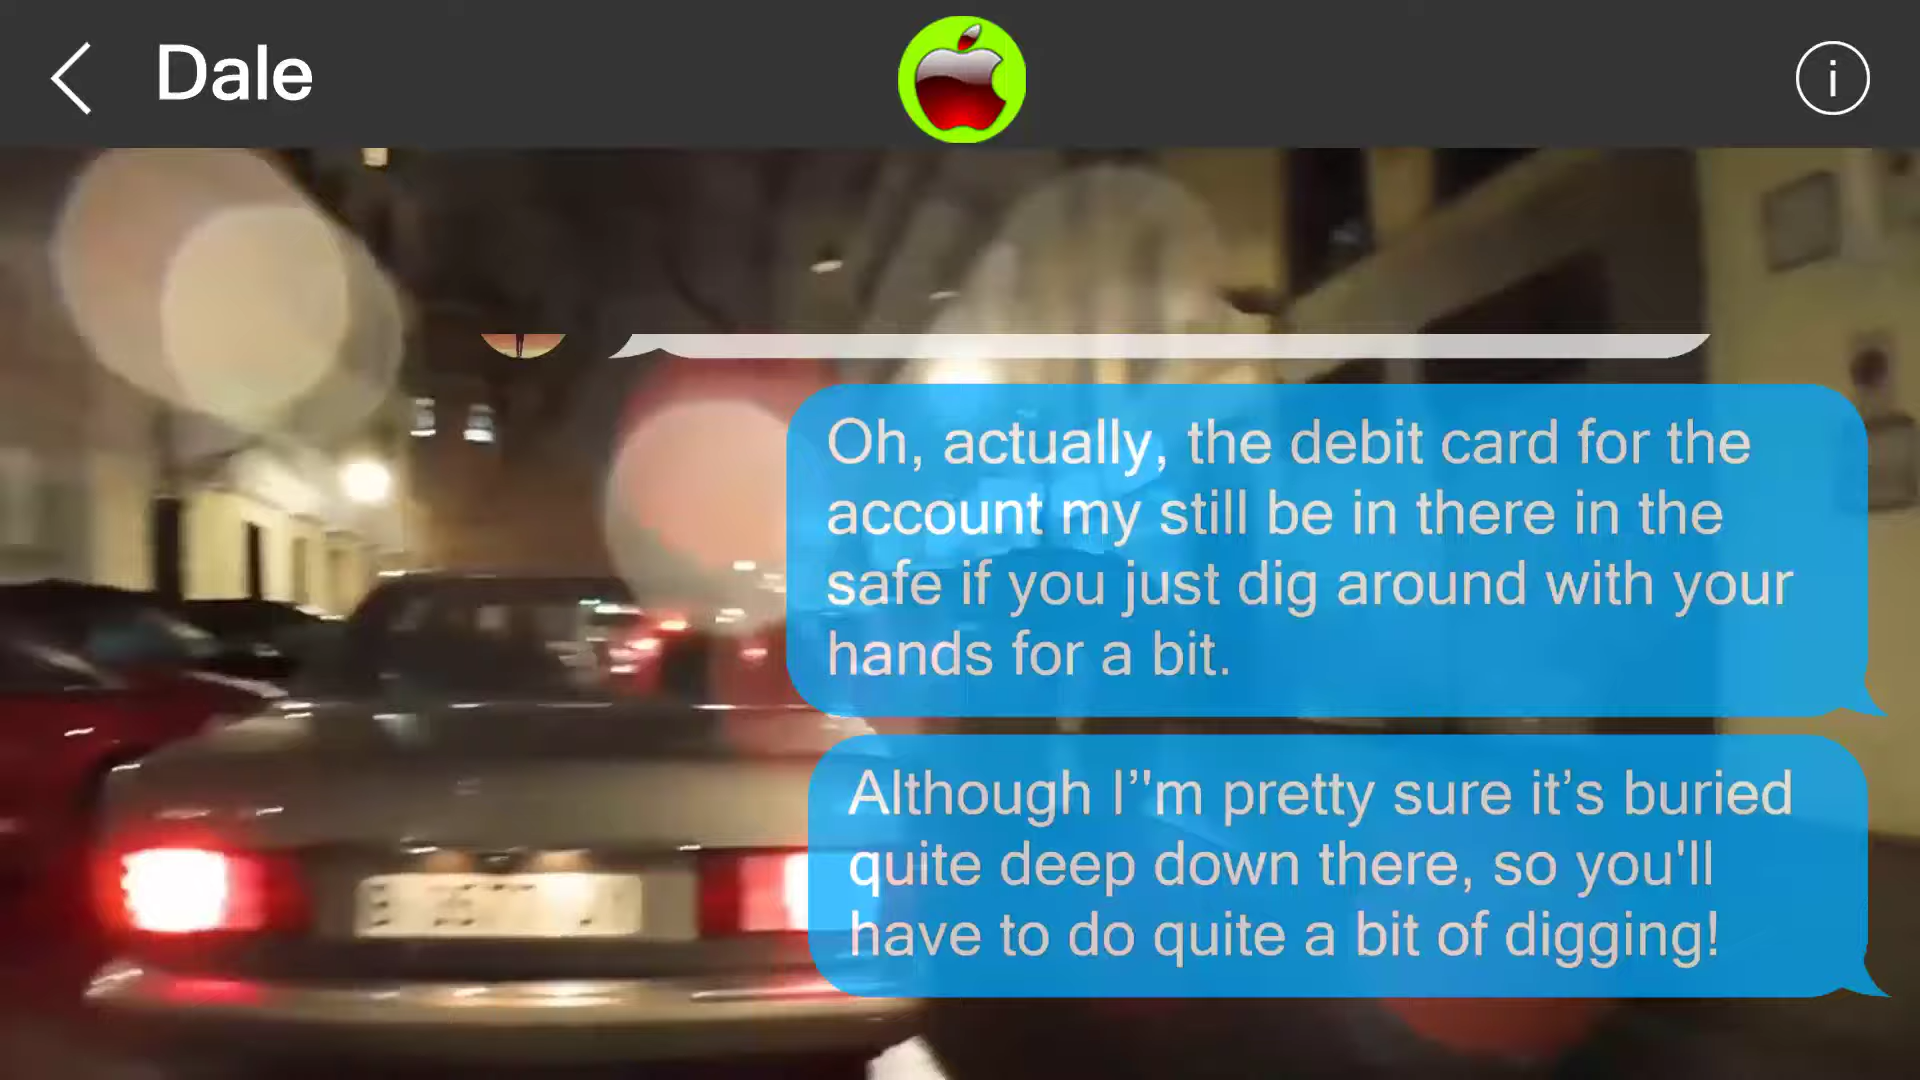 Dale
i
Oh, actually, the debit card for the
account my still be in there in the
safe if you just dig around with your
hands for a bit.
Although I’'m pretty sure it’s buried
quite deep down there, so you'll
have to do quite a bit of digging!